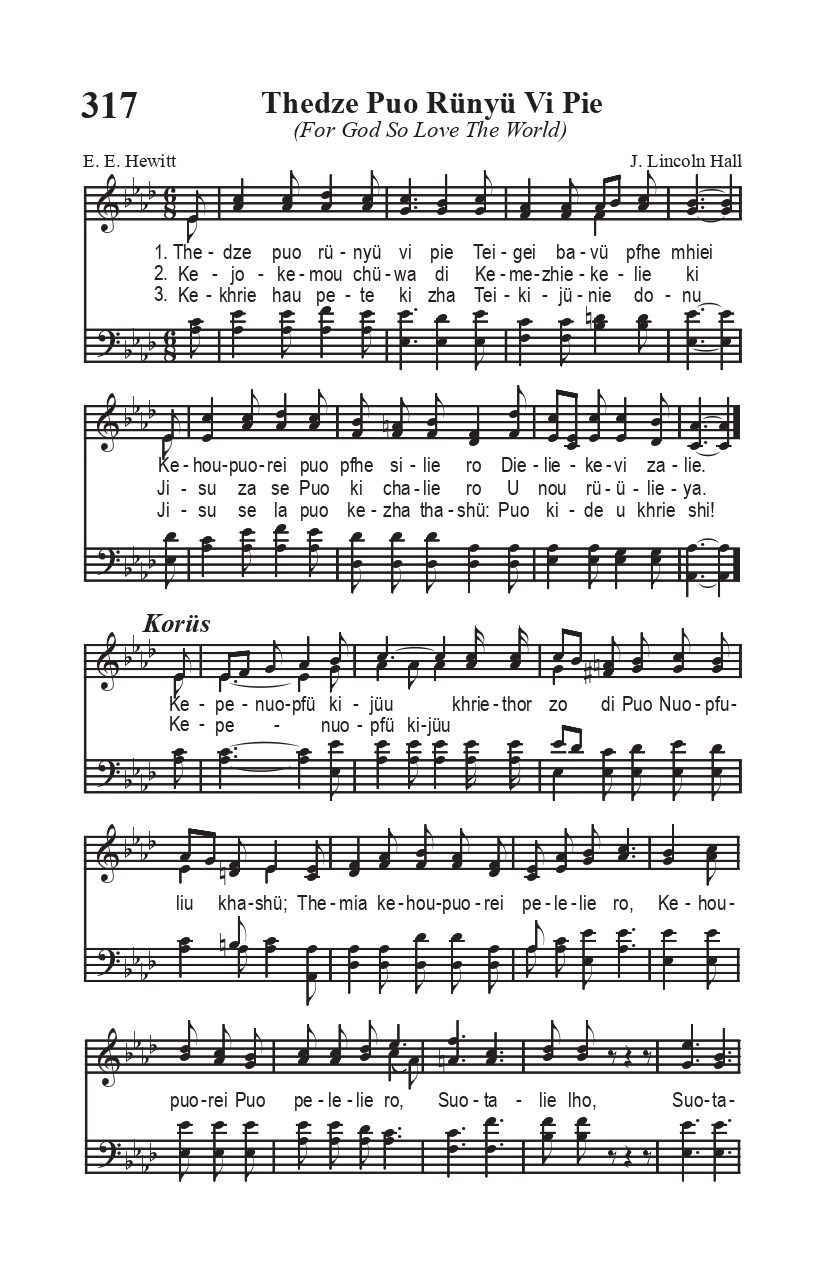 317
Thedze Puo Rünyü Vi Pie
(For God So Love The World)
E. E. Hewitt J. Lincoln Hall
1. The - dze puo rü - nyü vi pie Tei - gei ba - vü pfhe mhiei
2. Ke - jo - ke - mou chü - wa di Ke - me - zhie - ke - lie ki
3. Ke - khrie hau pe - te ki zha Tei - ki - jü - nie do - nu
Ke - hou - puo - rei puo pfhe si - lie ro Die - lie - ke - vi za - lie.
Ji - su za se Puo ki cha - lie ro U nou rü - ü - lie - ya.
Ji - su se la puo ke - zha tha - shü: Puo ki - de u khrie shi!
Korüs
Ke - pe - nuo - pfü ki - jüu khrie - thor zo di Puo Nuo - pfu -
Ke - pe - nuo - pfü ki - jüu
liu kha - shü; The - mia ke - hou - puo - rei pe - le - lie ro, Ke - hou -
puo - rei Puo pe - le - lie ro, Suo - ta - lie lho, Suo - ta -